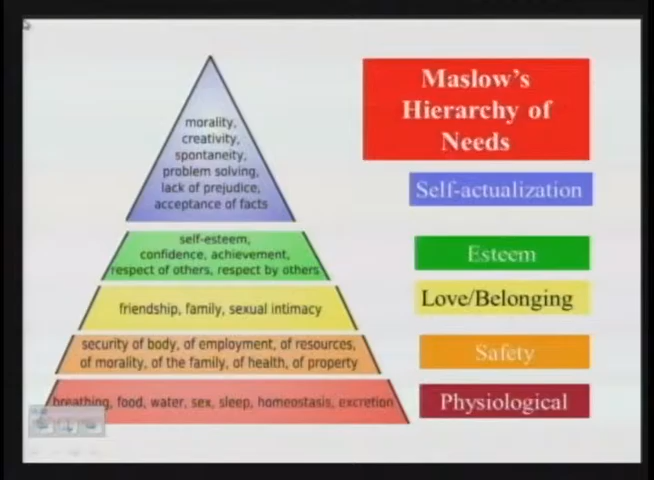 Maslow's
Hierarchy of
Needs
morality,
creativity,
spontaneity,
problem solving,
lack of prejudice,
acceptance of facts
Self-actualization
self-esteem,
confidence, achievement,
respect of others, respect by others
Esteem
friendship, family, sexual intimacy
Love/Belonging
security of body, of employment, of resources,
of morality, of the family, of health, of property
Safety
breathing, food, water, sex, sleep, homeostasis, excretion
Physiological